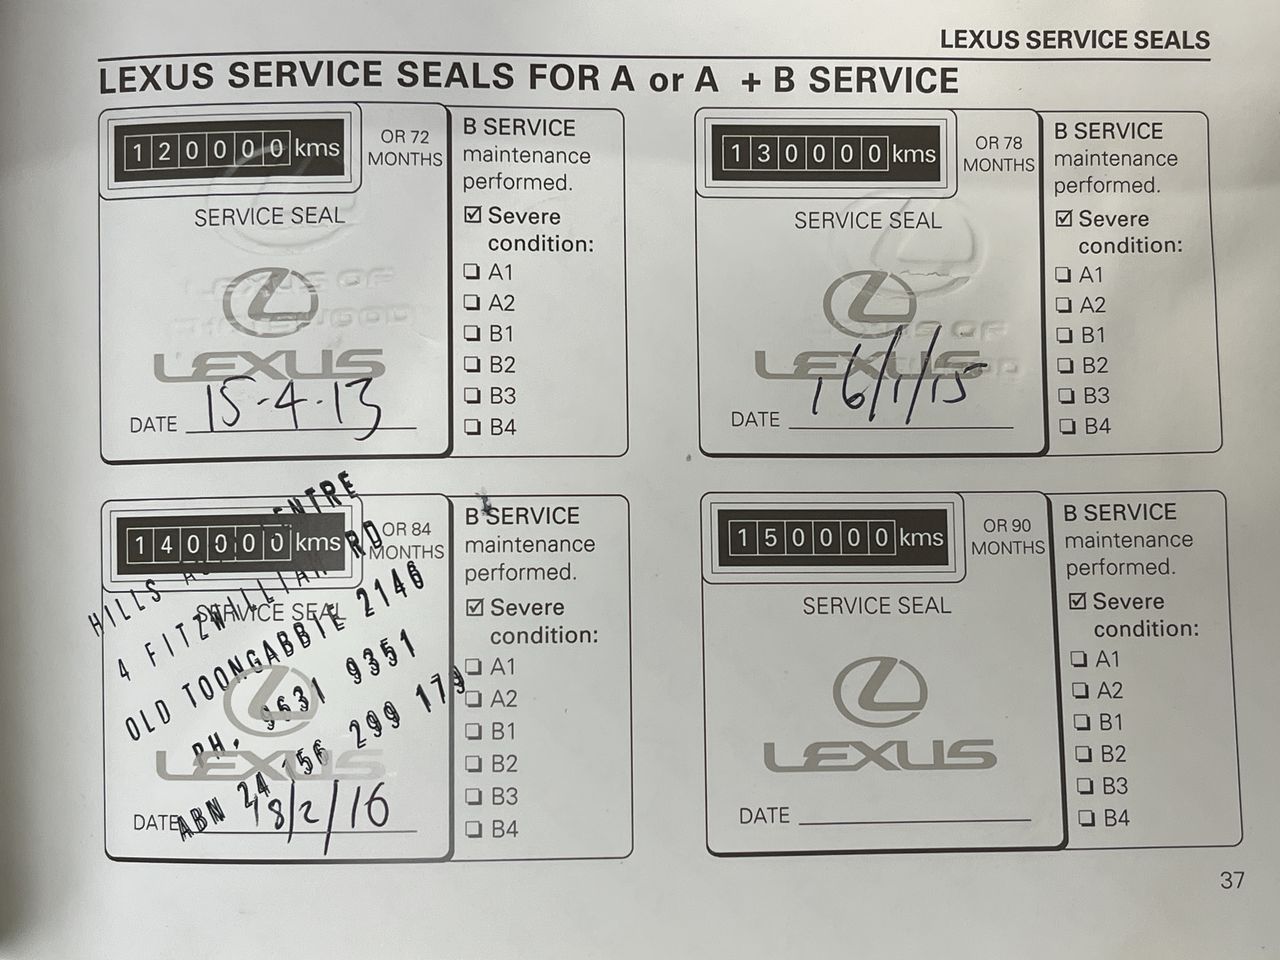 LEXUS SERVICE SEALS
LEXUS SERVICE SEALS FOR A or A + B SERVICE
120000 kms
OR 72
MONTHS
SERVICE SEAL
LEXUS OF
LEXUS
DATE 15-4-13
B SERVICE
maintenance
performed.
☑ Severe
condition:
❏ A1
❏ A2
❏ B1
❏ B2
❏ B3
❏ B4
130000 kms
OR 78
MONTHS
SERVICE SEAL
LEXUS OF
LEXUS
DATE 16/1/15
B SERVICE
maintenance
performed.
☑ Severe
condition:
❏ A1
❏ A2
❏ B1
❏ B2
❏ B3
❏ B4
140000 kms
OR 84
MONTHS
SERVICE SEAL
HILLS
4 FITZWILLIAM RD
OLD TOONGABBIE 2146
PH. 9631 9351
ABN 24 156 299 179
LEXUS
DATE 18/2/16
B SERVICE
maintenance
performed.
☑ Severe
condition:
❏ A1
❏ A2
❏ B1
❏ B2
❏ B3
❏ B4
150000 kms
OR 90
MONTHS
SERVICE SEAL
LEXUS
DATE
B SERVICE
maintenance
performed.
☑ Severe
condition:
❏ A1
❏ A2
❏ B1
❏ B2
❏ B3
❏ B4
37